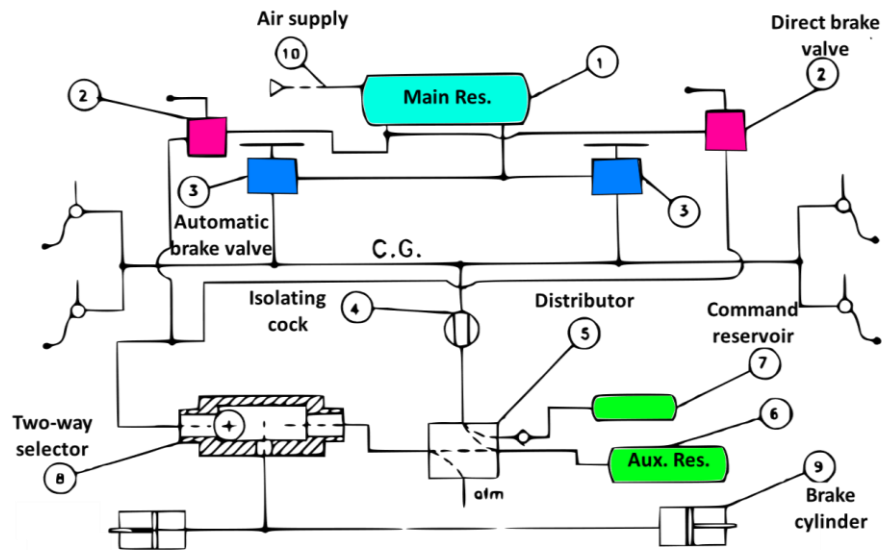 Air supply
Direct brake
valve
10
1
2
2
Main Res.
3
3
Automatic
brake valve
C.G.
Isolating
cock
4
Distributor
5
Command
reservoir
7
6
Two-way
selector
8
Aux. Res.
atm
9
Brake
cylinder